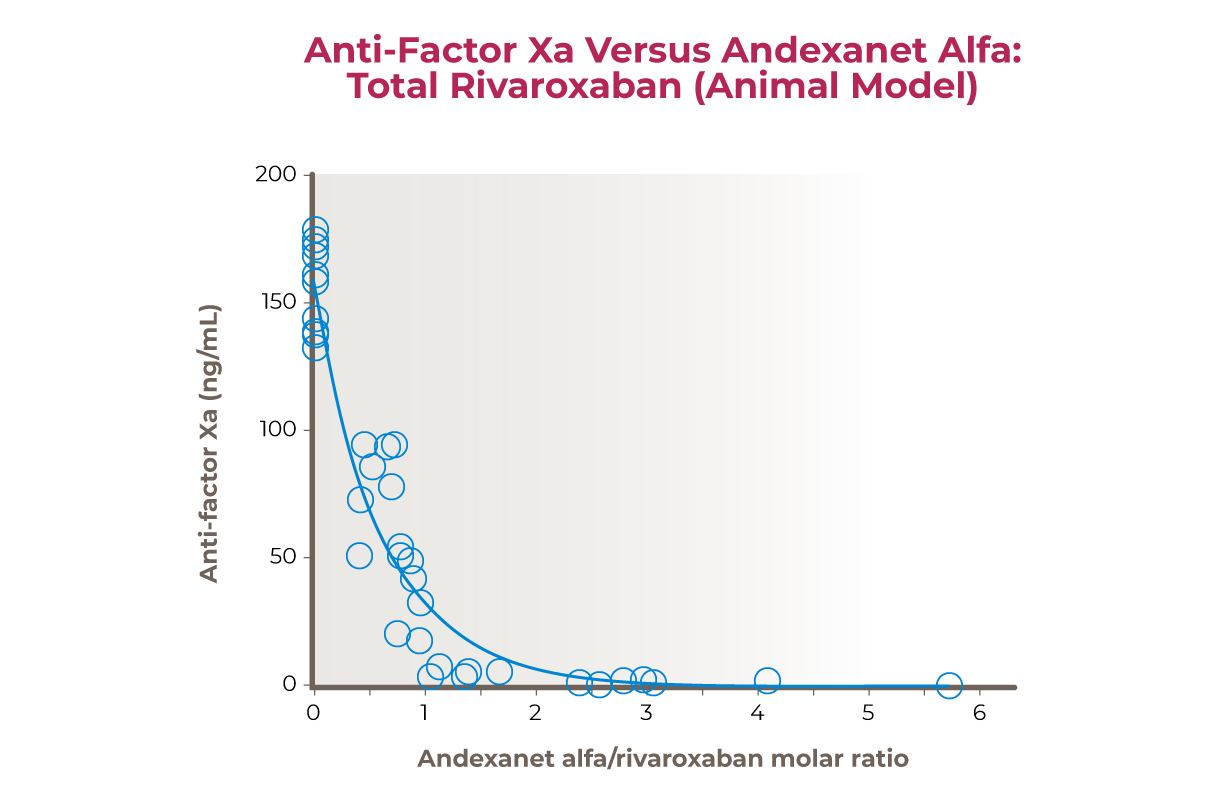 Anti-Factor Xa Versus Andexanet Alfa:
Total Rivaroxaban (Animal Model)
200
150
100
50
0
Anti-factor Xa (ng/mL)
0 1 2 3 4 5 6
Andexanet alfa/rivaroxaban molar ratio